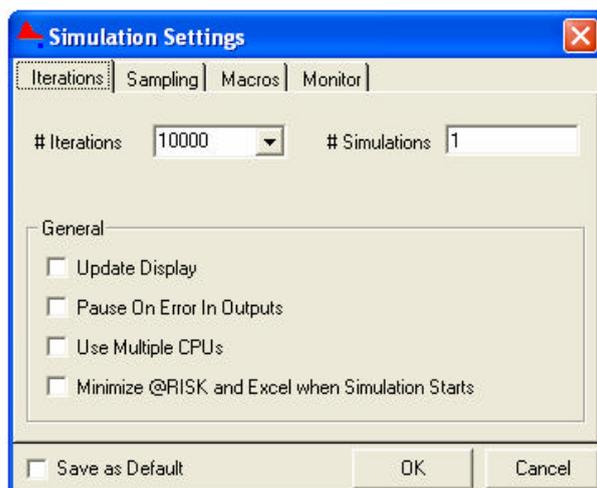 Simulation Settings
Iterations Sampling Macros Monitor
# Iterations 10000 # Simulations 1
General
Update Display
Pause On Error In Outputs
Use Multiple CPUs
Minimize @RISK and Excel when Simulation Starts
Save as Default OK Cancel